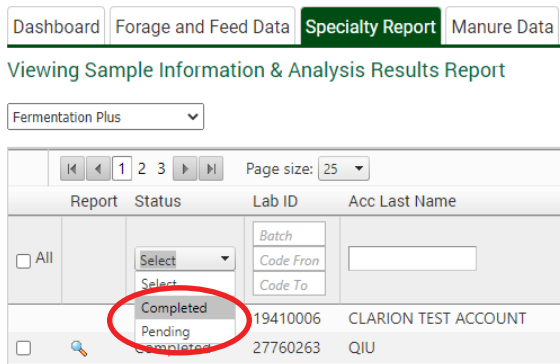 Dashboard Forage and Feed Data Specialty Report Manure Data
Viewing Sample Information & Analysis Results Report
Fermentation Plus
1 2 3 Page size: 25
Report Status Lab ID Acc Last Name
Batch
All Select Code Fron
Select Code To
Completed 19410006 CLARION TEST ACCOUNT
Pending
Completed 27760263 QIU